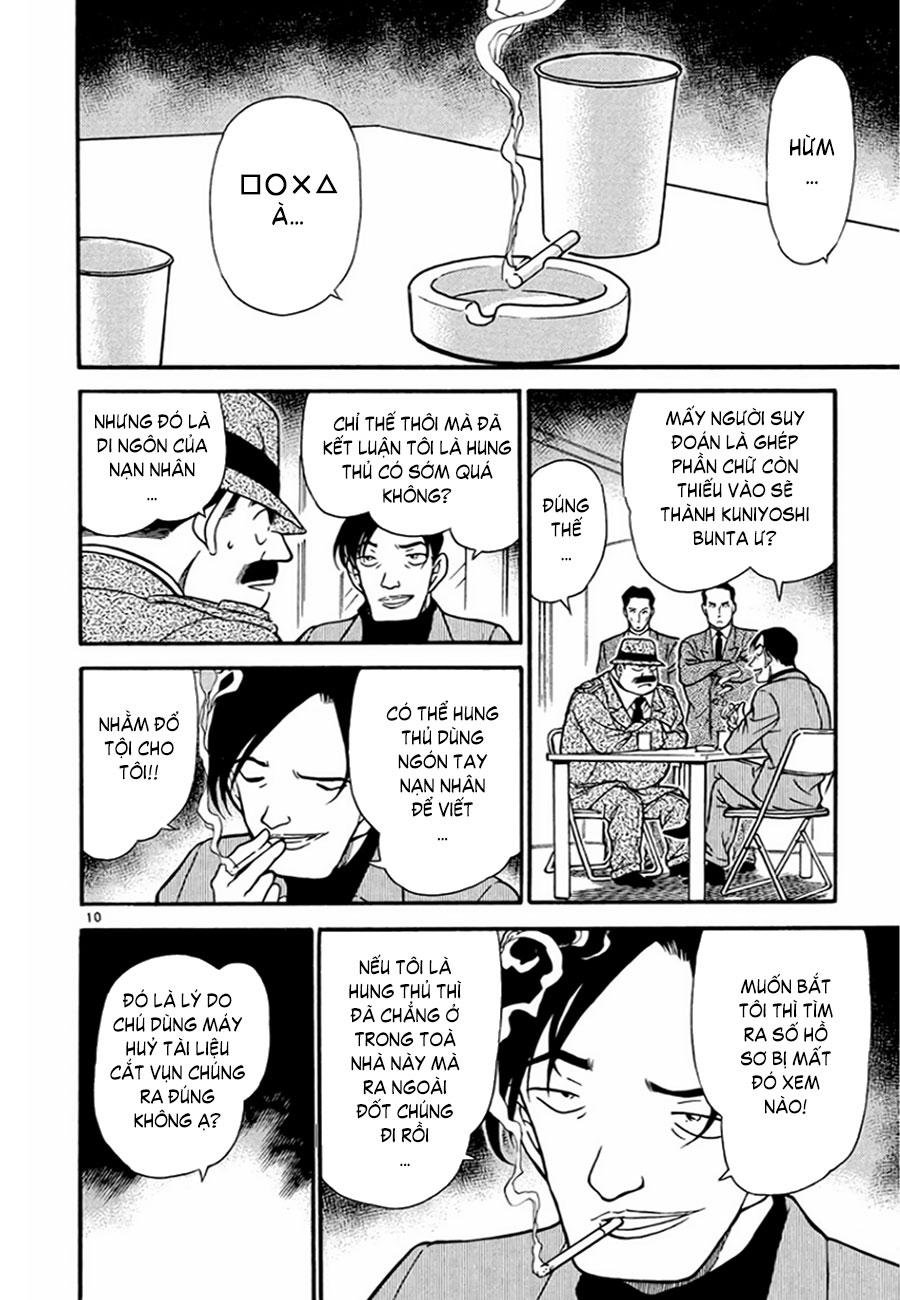 HỪM
...
□○×△
À...
MẤY NGƯỜI SUY
ĐOÁN LÀ GHÉP
PHẦN CHỮ CÒN
THIẾU VÀO SẼ
THÀNH KUNIYOSHI
BUNTA Ư?
ĐÚNG
THẾ
...
CHỈ THẾ THÔI MÀ ĐÃ
KẾT LUẬN TÔI LÀ HUNG
THỦ CÓ SỚM QUÁ
KHÔNG?
NHƯNG ĐÓ LÀ
DI NGÔN CỦA
NẠN NHÂN
...
CÓ THỂ HUNG
THỦ DÙNG
NGÓN TAY
NẠN NHÂN
ĐỂ VIẾT
...
NHẰM ĐỔ
TỘI CHO
TÔI!!
10
MUỐN BẮT
TÔI THÌ TÌM
RA SỐ HỒ
SƠ BỊ MẤT
ĐÓ XEM
NÀO!
NẾU TÔI LÀ
HUNG THỦ THÌ
ĐÃ CHẲNG Ở
TRONG TOÀ
NHÀ NÀY MÀ
RA NGOÀI
ĐỐT CHÚNG
ĐI RỒI
...
ĐÓ LÀ LÝ DO
CHÚ DÙNG MÁY
HUỶ TÀI LIỆU
CẮT VỤN CHÚNG
RA ĐÚNG
KHÔNG Ạ?